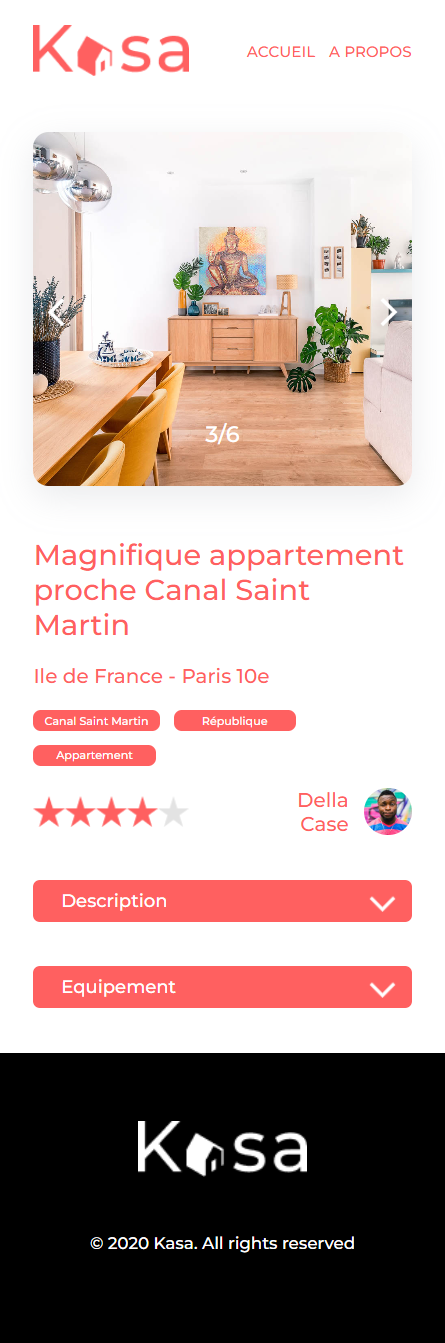 Kasa
ACCUEIL A PROPOS
3/6
Magnifique appartement
proche Canal Saint
Martin
Ile de France - Paris 10e
Canal Saint Martin République
Appartement
Della
Case
Description
Equipement
Kasa
© 2020 Kasa. All rights reserved